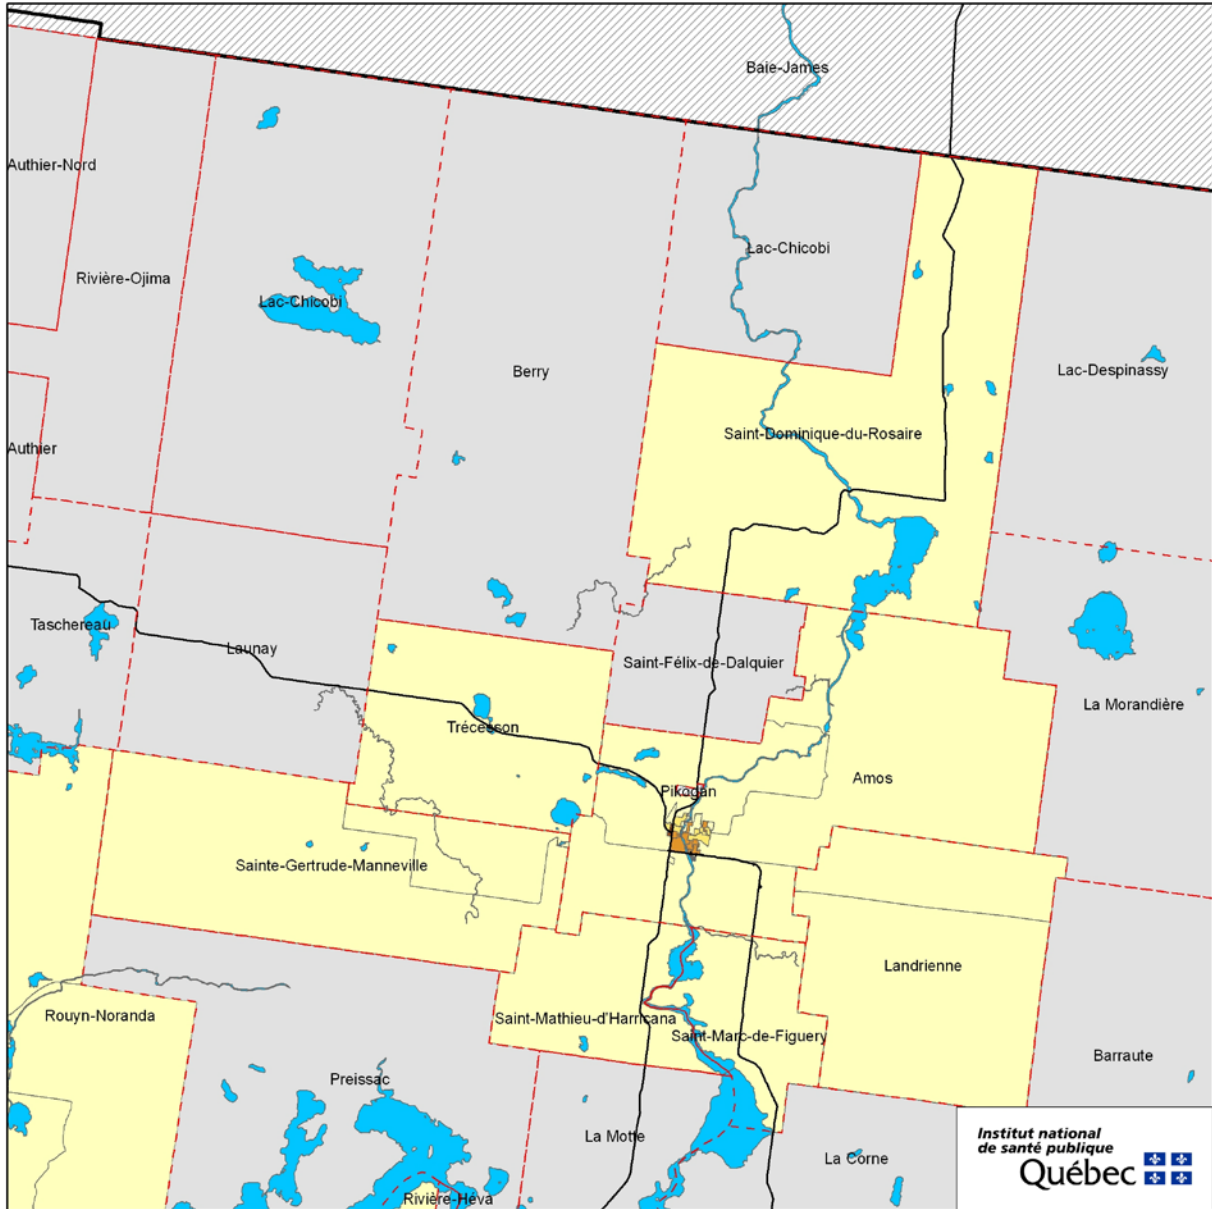 Baie-James
Authier-Nord
Lac-Chicobi
Rivière-Ojima
Lac-Chicobi
Berry
Lac-Despinassy
Saint-Dominique-du-Rosaire
Authier
Taschereau
Launay
Saint-Félix-de-Dalquier
La Morandière
Trécesson
Amos
Pikogan
Sainte-Gertrude-Manneville
Landrienne
Rouyn-Noranda
Saint-Mathieu-d'Harricana
Saint-Marc-de-Figuery
Barraute
Preissac
La Motte
La Corne
Rivière-Héva
Institut national
de santé publique
Québec